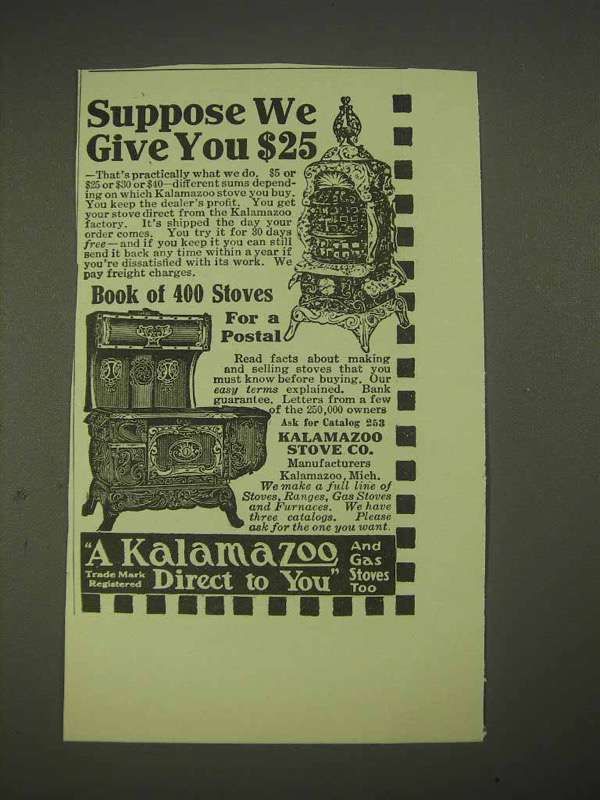 Suppose We
Give You $25
—That's practically what we do. $5 or
$25 or $30 or $40—different sums depend-
ing on which Kalamazoo stove you buy.
You keep the dealer's profit. You get
your stove direct from the Kalamazoo
factory. It's shipped the day your
order comes. You try it for 30 days
free—and if you keep it you can still
send it back any time within a year if
you're dissatisfied with its work. We
pay freight charges.
Book of 400 Stoves
For a
Postal
Read facts about making
and selling stoves that you
must know before buying. Our
easy terms explained. Bank
guarantee. Letters from a few
of the 250,000 owners
Ask for Catalog 253
KALAMAZOO
STOVE CO.
Manufacturers
Kalamazoo, Mich.
We make a full line of
Stoves, Ranges, Gas Stoves
and Furnaces. We have
three catalogs. Please
ask for the one you want.
"A Kalamazoo
Direct to You"
Trade Mark
Registered
And
Gas
Stoves
Too